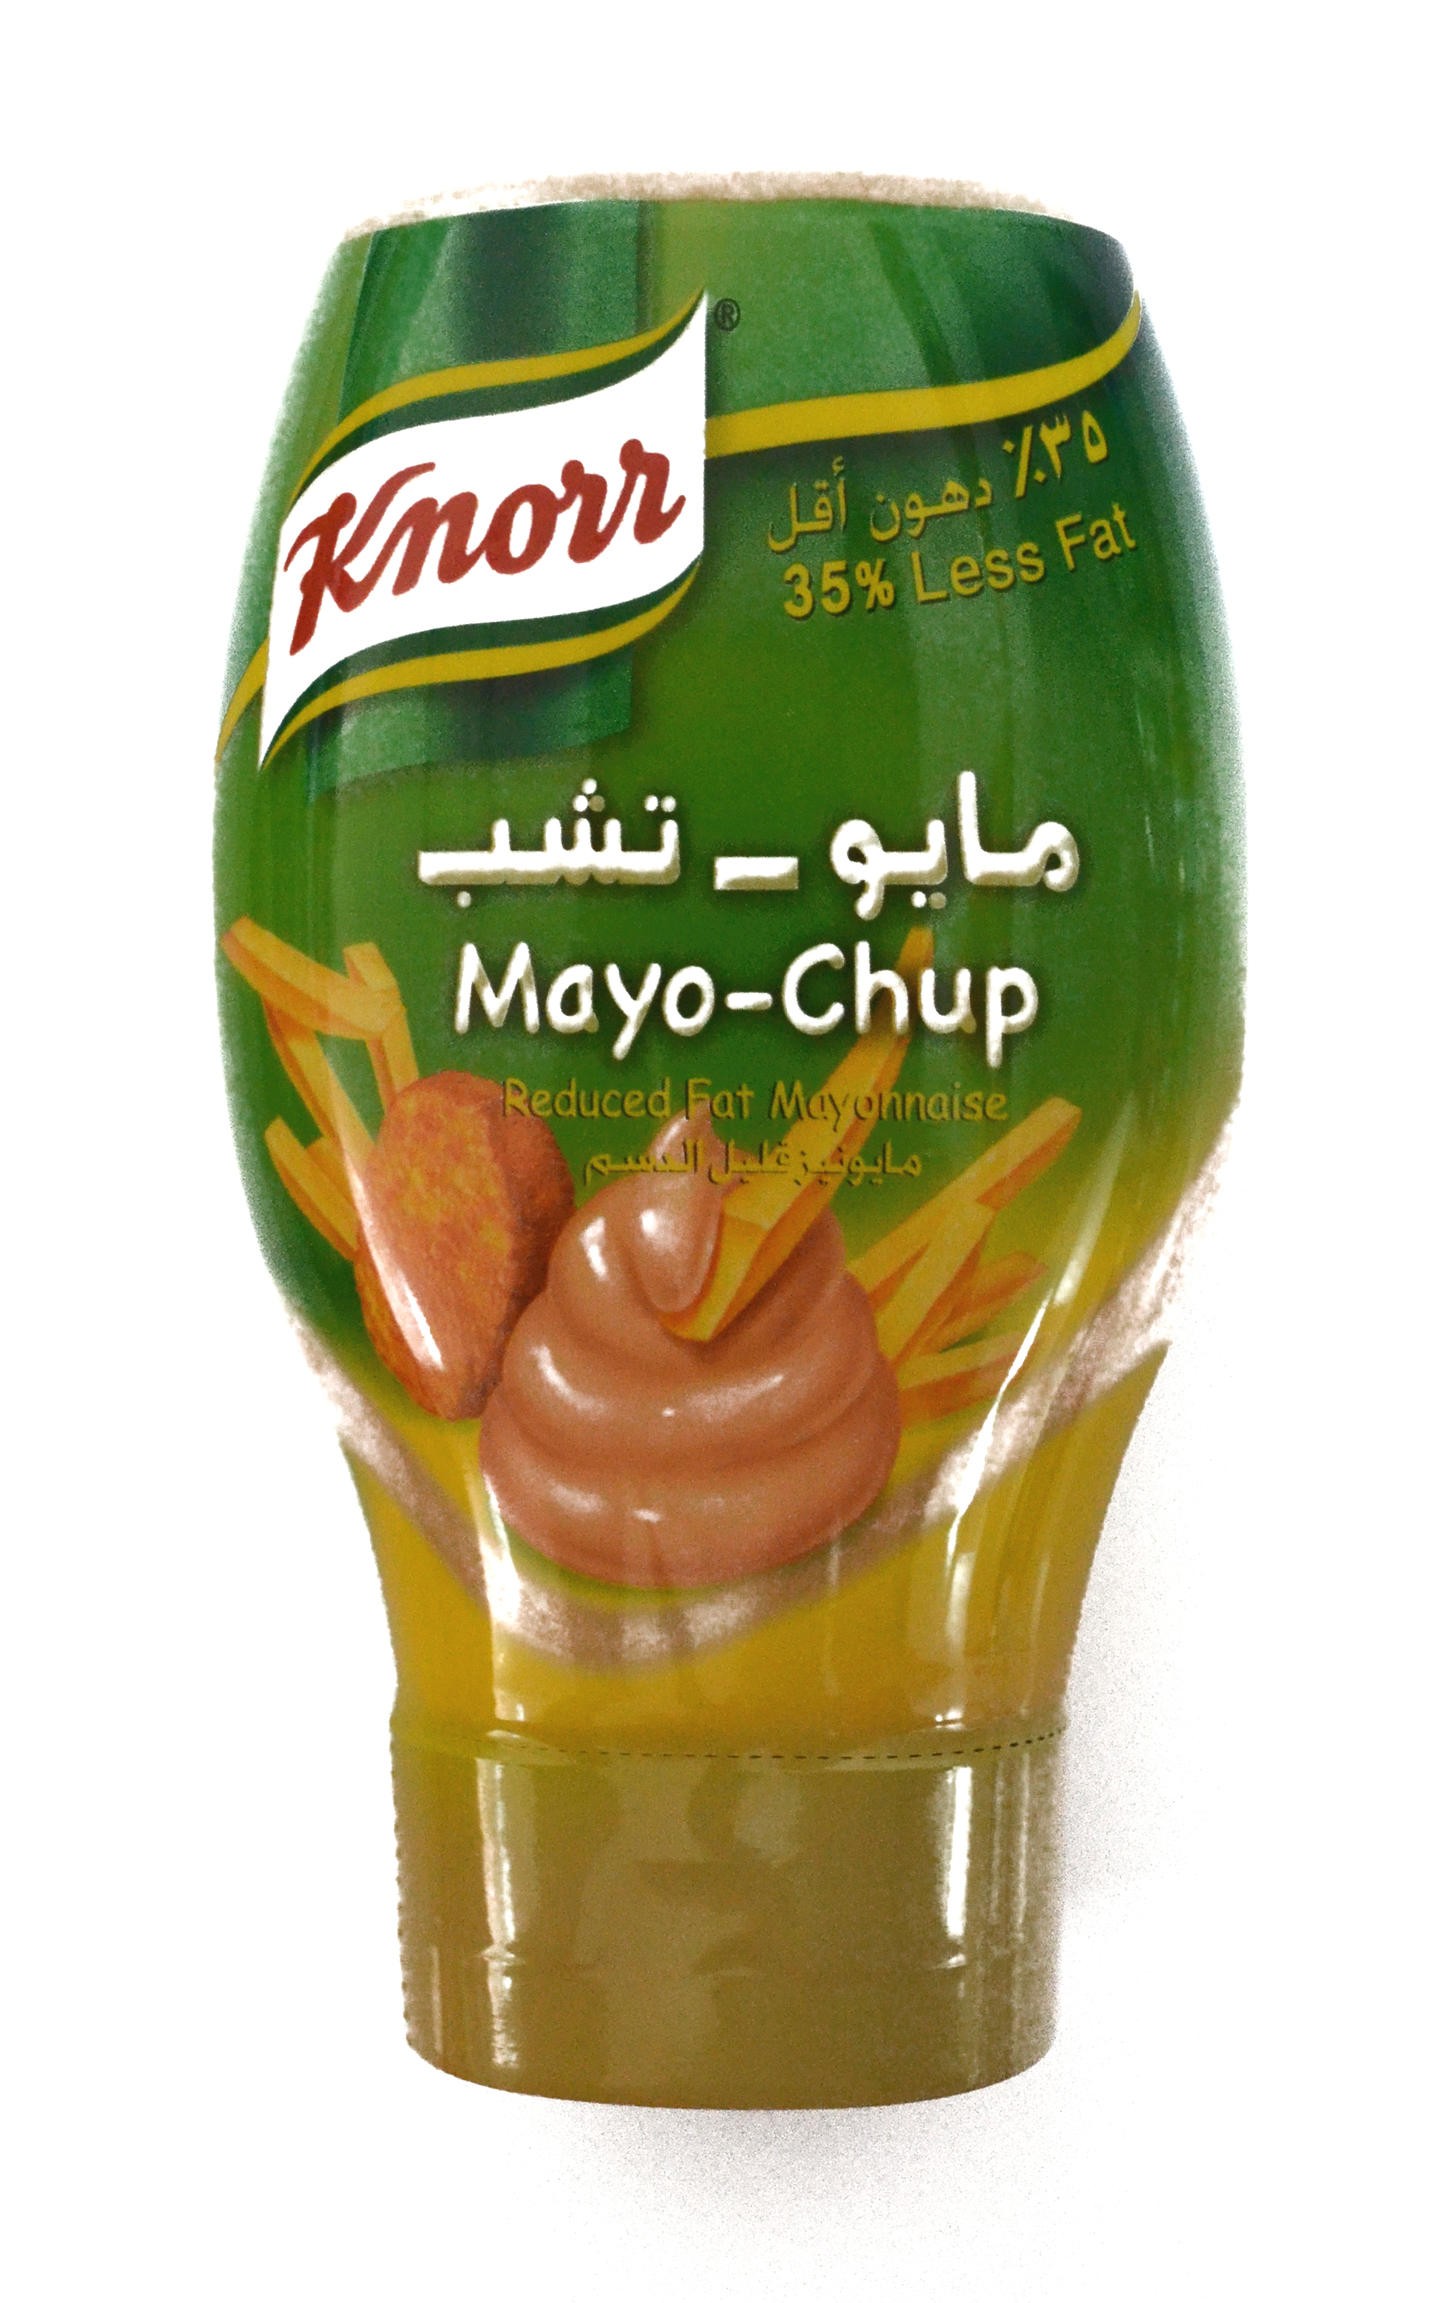 Knorr®
٣٥٪ دهون أقل
35% Less Fat
مايو - تشب
Mayo-Chup
Reduced Fat Mayonnaise
مايونيز قليل الدسم